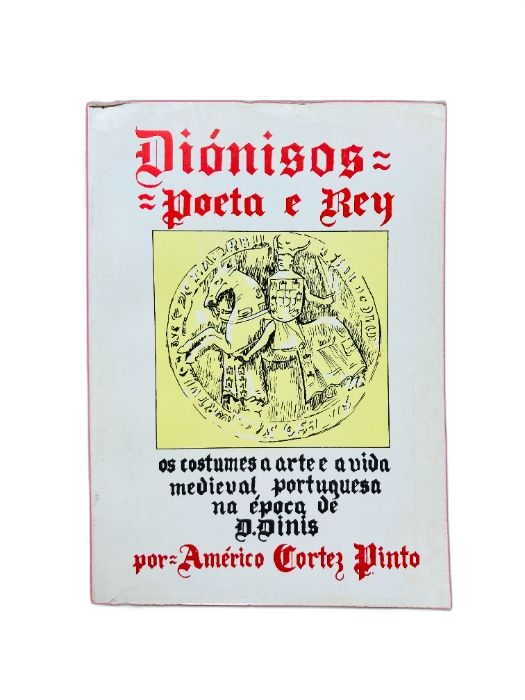 Diónisos=
=Poeta e Rey
os costumes a arte e a vida
medieval portuguesa
na época de
D.Dinis
por=Américo Cortez Pinto